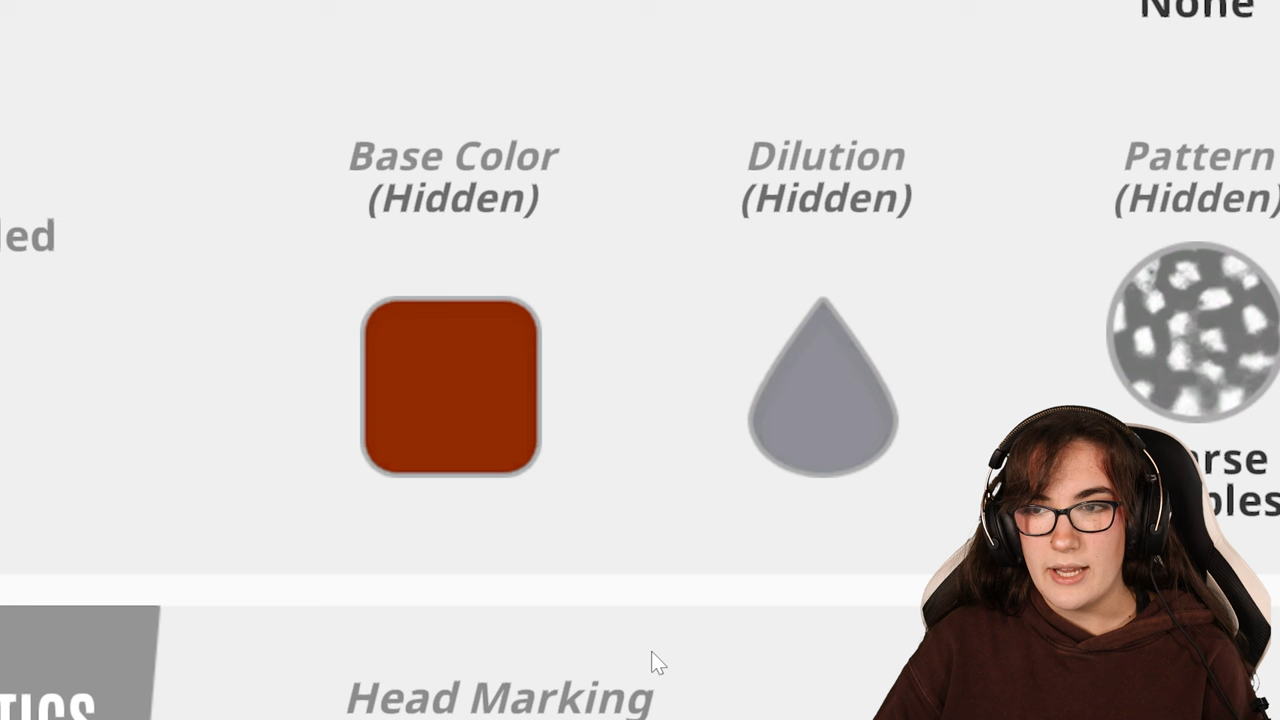 None
Base Color
(Hidden)
Dilution
(Hidden)
Pattern
(Hidden)
Head Marking